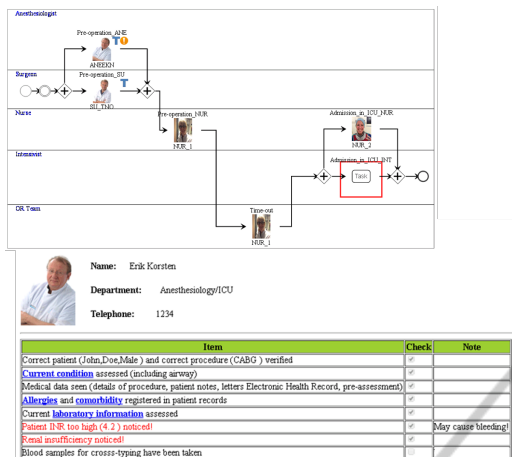 Anesthesiologist
Pre-operation_ANE
ANEEKN
Surgeon
Pre-operation_SU
SU_TNO
Nurse
Pre-operation_NUR
NUR_1
Admission_in_ICU_NUR
NUR_2
Intensivist
Admission_in_ICU_INT
Task
OR Team
Time-out
NUR_1
Name: Erik Korsten
Department: Anesthesiology/ICU
Telephone: 1234
Item Check Note
Correct patient (John,Doe,Male ) and correct procedure (CABG ) verified
Current condition assessed (including airway)
Medical data seen (details of procedure, patient notes, letters Electronic Health Record, pre-assessment)
Allergies and comorbidity registered in patient records
Current laboratory information assessed
Patient INR too high (4.2 ) noticed! May cause bleeding!
Renal insufficiency noticed!
Blood samples for crosss-typing have been taken